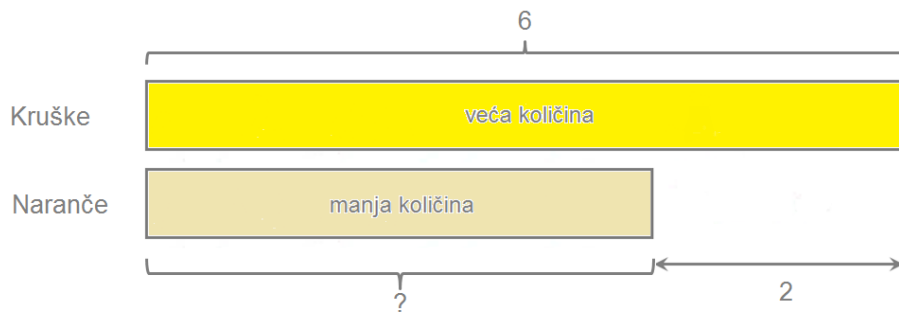 6
Kruške
veća količina
Naranče
manja količina
?
2